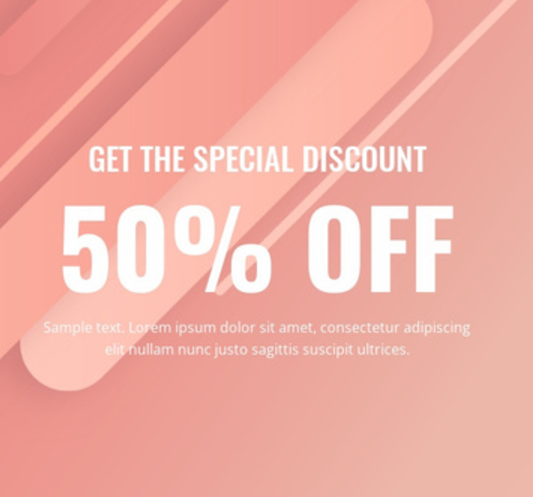 GET THE SPECIAL DISCOUNT
50% OFF
Sample text. Lorem ipsum dolor sit amet, consectetur adipiscing
elit nullam nunc justo sagittis suscipit ultrices.